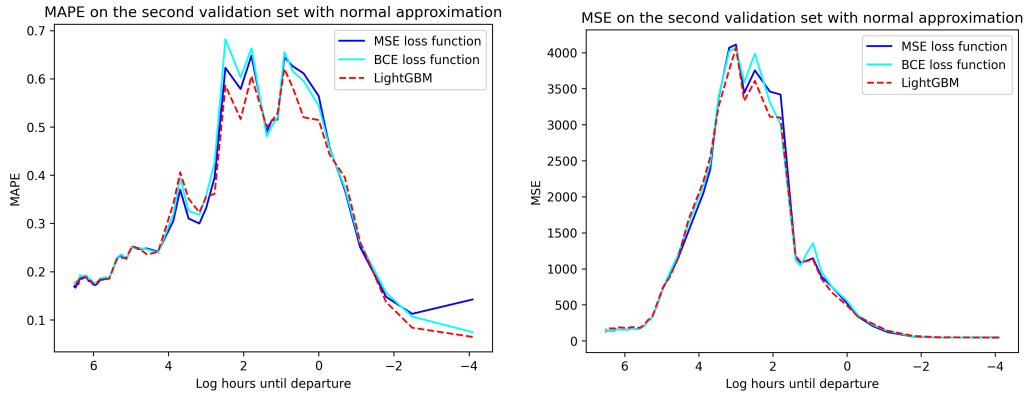 MAPE on the second validation set with normal approximation
MAPE
0.7
0.6
0.5
0.4
0.3
0.2
0.1
6
4
2
0
−2
−4
Log hours until departure
MSE loss function
BCE loss function
LightGBM
MSE on the second validation set with normal approximation
MSE
4000
3500
3000
2500
2000
1500
1000
500
0
6
4
2
0
−2
−4
Log hours until departure
MSE loss function
BCE loss function
LightGBM